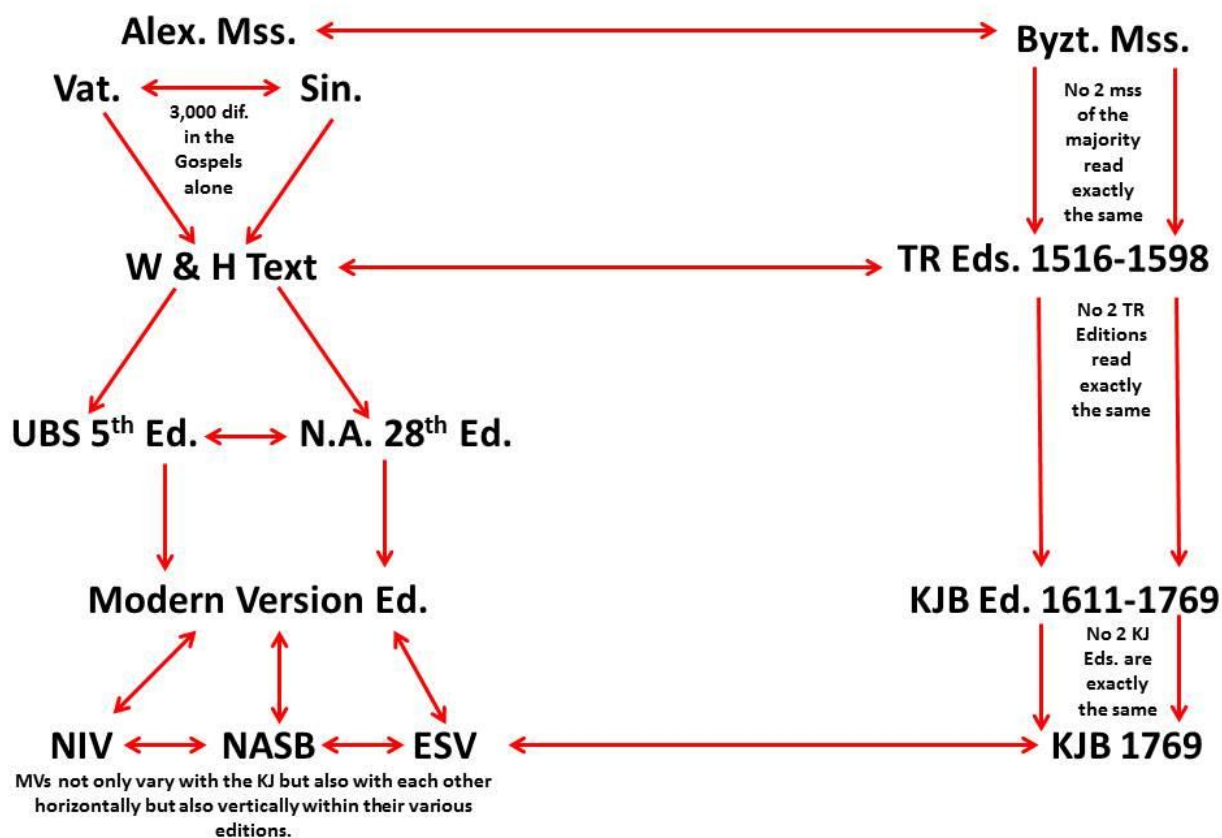 Alex. Mss.
Byzt. Mss.
Vat.
Sin.
3,000 dif.
in the
Gospels
alone
No 2 mss
of the
majority
read
exactly
the same
W & H Text
TR Eds. 1516-1598
No 2 TR
Editions
read
exactly
the same
UBS 5th Ed.
N.A. 28th Ed.
Modern Version Ed.
KJB Ed. 1611-1769
No 2 KJ
Eds. are
exactly
the same
NIV
NASB
ESV
KJB 1769
MVs not only vary with the KJ but also with each other
horizontally but also vertically within their various
editions.